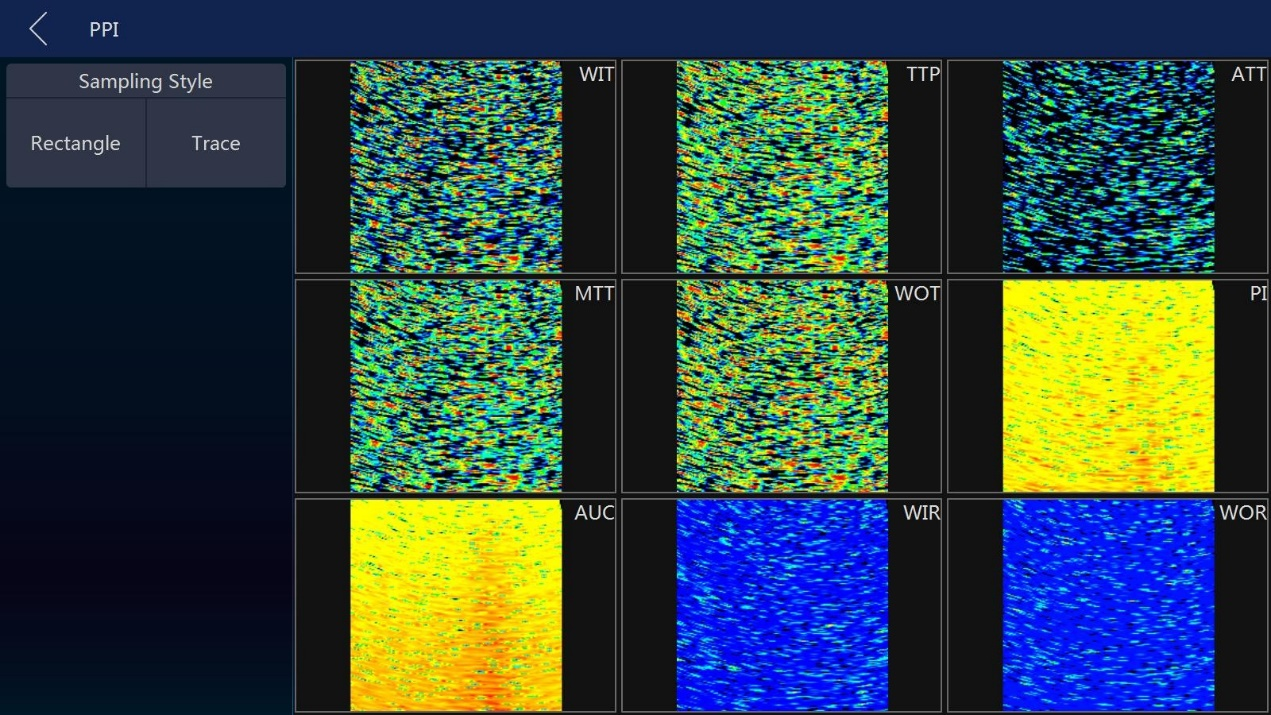 PPI
Sampling Style
Rectangle
Trace
WIT
TTP
ATT
MTT
WOT
PI
AUC
WIR
WOR